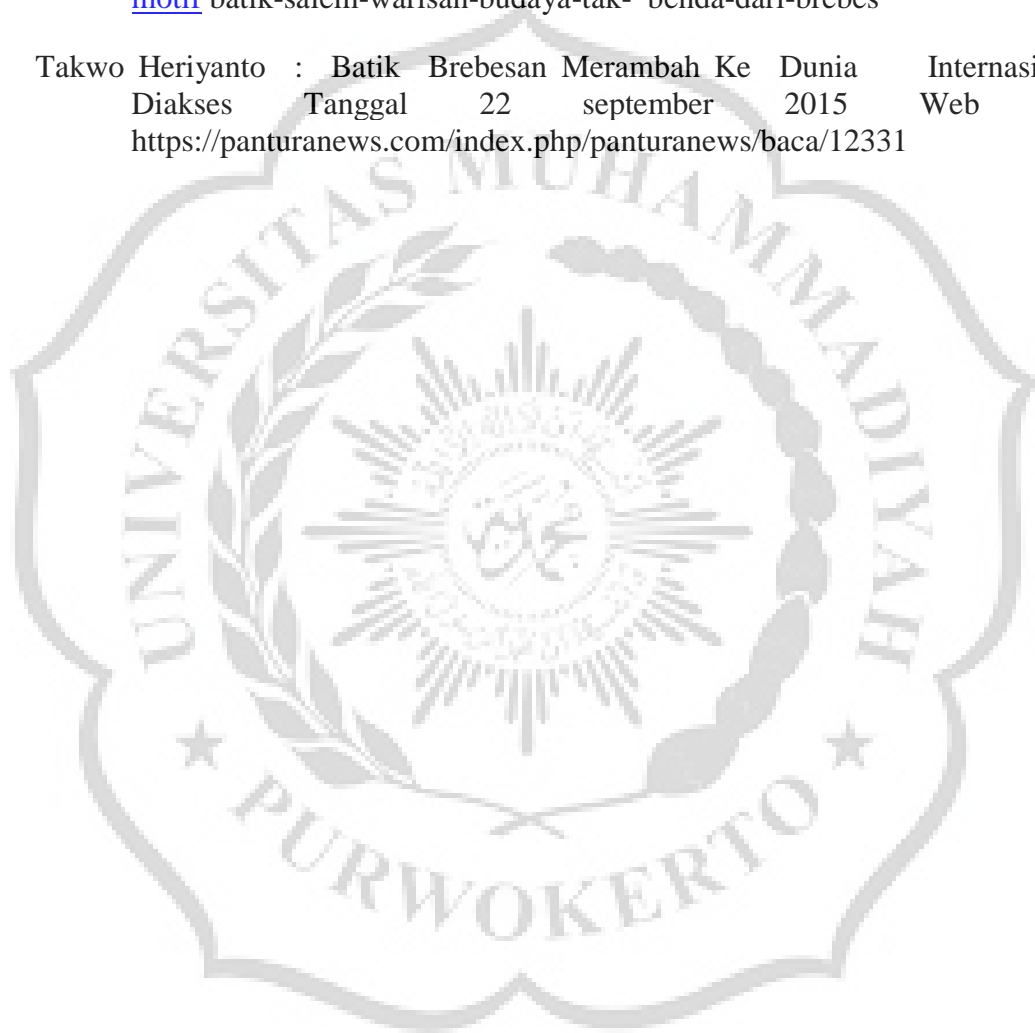 motif batik-salem-warisan-budaya-tak- benda-dari-brebes
Takwo Heriyanto : Batik Brebesan Merambah Ke Dunia Internasi
Diakses Tanggal 22 september 2015 Web
https://panturanews.com/index.php/panturanews/baca/12331
UNIVERSITAS MUHAMMADIYAH
PURWOKERTO